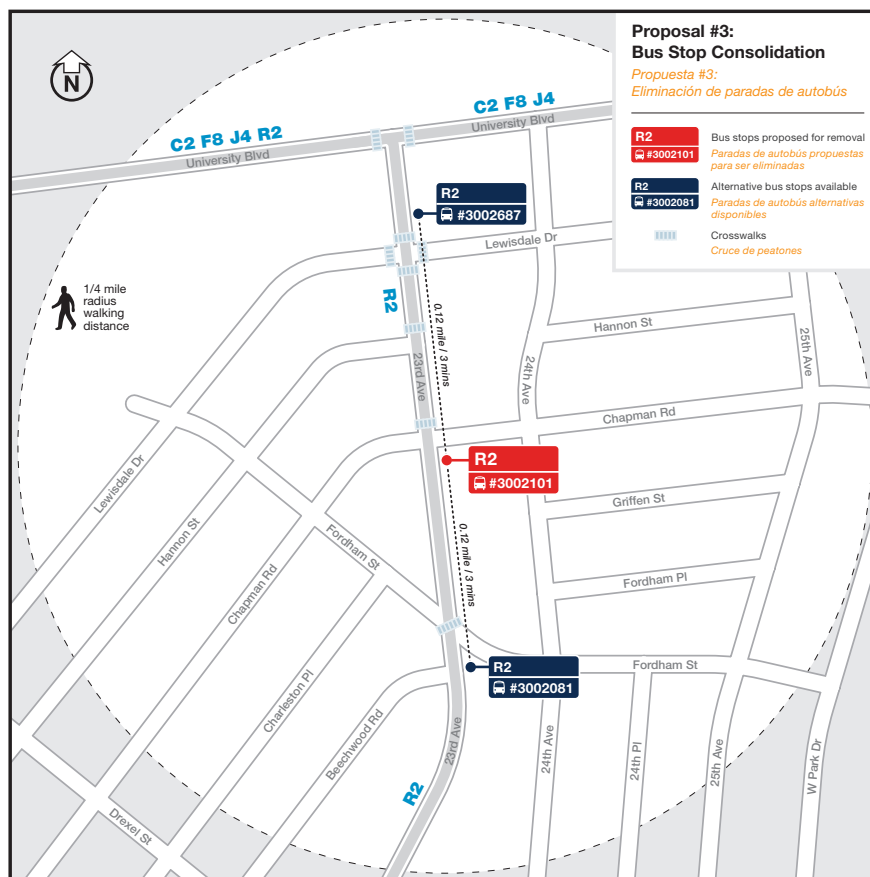 Proposal #3:
Bus Stop Consolidation
Propuesta #3:
Eliminación de paradas de autobús
R2
#3002101
Bus stops proposed for removal
Paradas de autobús propuestas
para ser eliminadas
R2
#3002081
Alternative bus stops available
Paradas de autobús alternativas
disponibles
Crosswalks
Cruce de peatones
N
C2 F8 J4
University Blvd
C2 F8 J4 R2
University Blvd
R2
#3002687
Lewisdale Dr
1/4 mile
radius
walking
distance
R2
0.12 mile / 3 mins
Hannon St
25th Ave
23rd Ave
24th Ave
Chapman Rd
Lewisdale Dr
R2
#3002101
Hannon St
Griffen St
Fordham St
0.12 mile / 3 mins
Chapman Rd
Fordham Pl
R2
#3002081
Fordham St
Charleston Pl
Beechwood Rd
23rd Ave
24th Ave
24th Pl
25th Ave
W Park Dr
R2
Drexel St